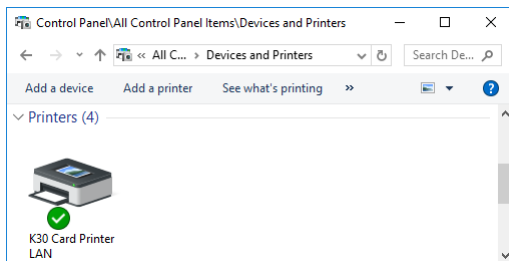 Control Panel\All Control Panel Items\Devices and Printers
« All C... › Devices and Printers
Search De...
Add a device Add a printer See what's printing »
?
Printers (4)
K30 Card Printer
LAN